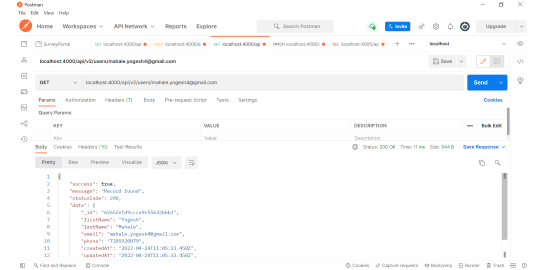 Postman
File Edit View Help
Home Workspaces API Network Reports Explore Search Postman Invite Upgrade
SurveyPorta GET localhost:4000/ap localhost:4000/a GET localhost:4000/ap PATCH localhost:4000/ DEL localhost:4000/ap + localhost
localhost:4000/api/v2/users/mahale.yogesh4@gmail.com Save
GET localhost:4000/api/v2/users/mahale.yogesh4@gmail.com Send
Params Authorization Headers (7) Body Pre-request Script Tests Settings Cookies
Query Params
KEY VALUE DESCRIPTION Bulk Edit
Key Value Description
Body Cookies Headers (10) Test Results Status: 200 OK Time: 11 ms Size: 644 B Save Response
Pretty Raw Preview Visualize JSON
1 {
2 "success": true,
3 "message": "Record found",
4 "statusCode": 200,
5 "data": {
6 "_id":
7 "firstName": "Yogesh",
8 "lastName": "Mahale",
9 "email": "mahale.yogesh4@gmail.com",
10 "phone": "7385920079",
11 "createdAt": "2022-04-24T11:05:33.450Z",
12 "updatedAt": "2022-04-24T11:05:33.450Z",
Find and Replace Console Cookies Capture requests Bootcamp Runner Trash